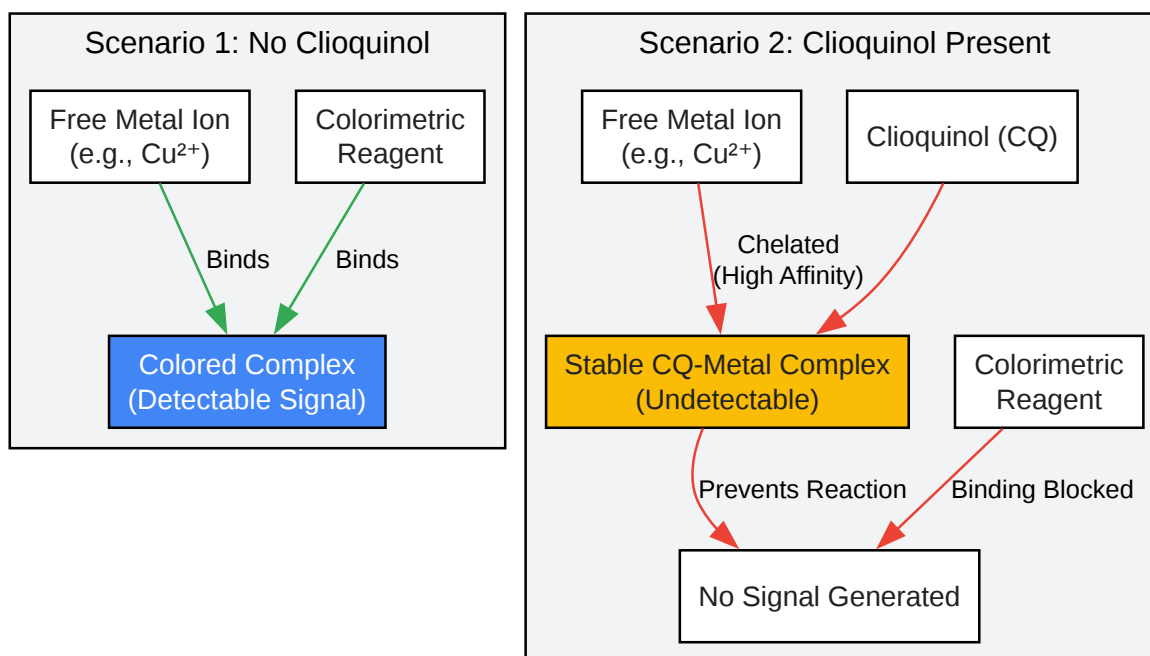 Scenario 1: No Clioquinol
Free Metal Ion
(e.g., Cu²⁺)
Colorimetric
Reagent
Binds
Binds
Colored Complex
(Detectable Signal)
Scenario 2: Clioquinol Present
Free Metal Ion
(e.g., Cu²⁺)
Clioquinol (CQ)
Chelated
(High Affinity)
Stable CQ-Metal Complex
(Undetectable)
Colorimetric
Reagent
Prevents Reaction
Binding Blocked
No Signal Generated